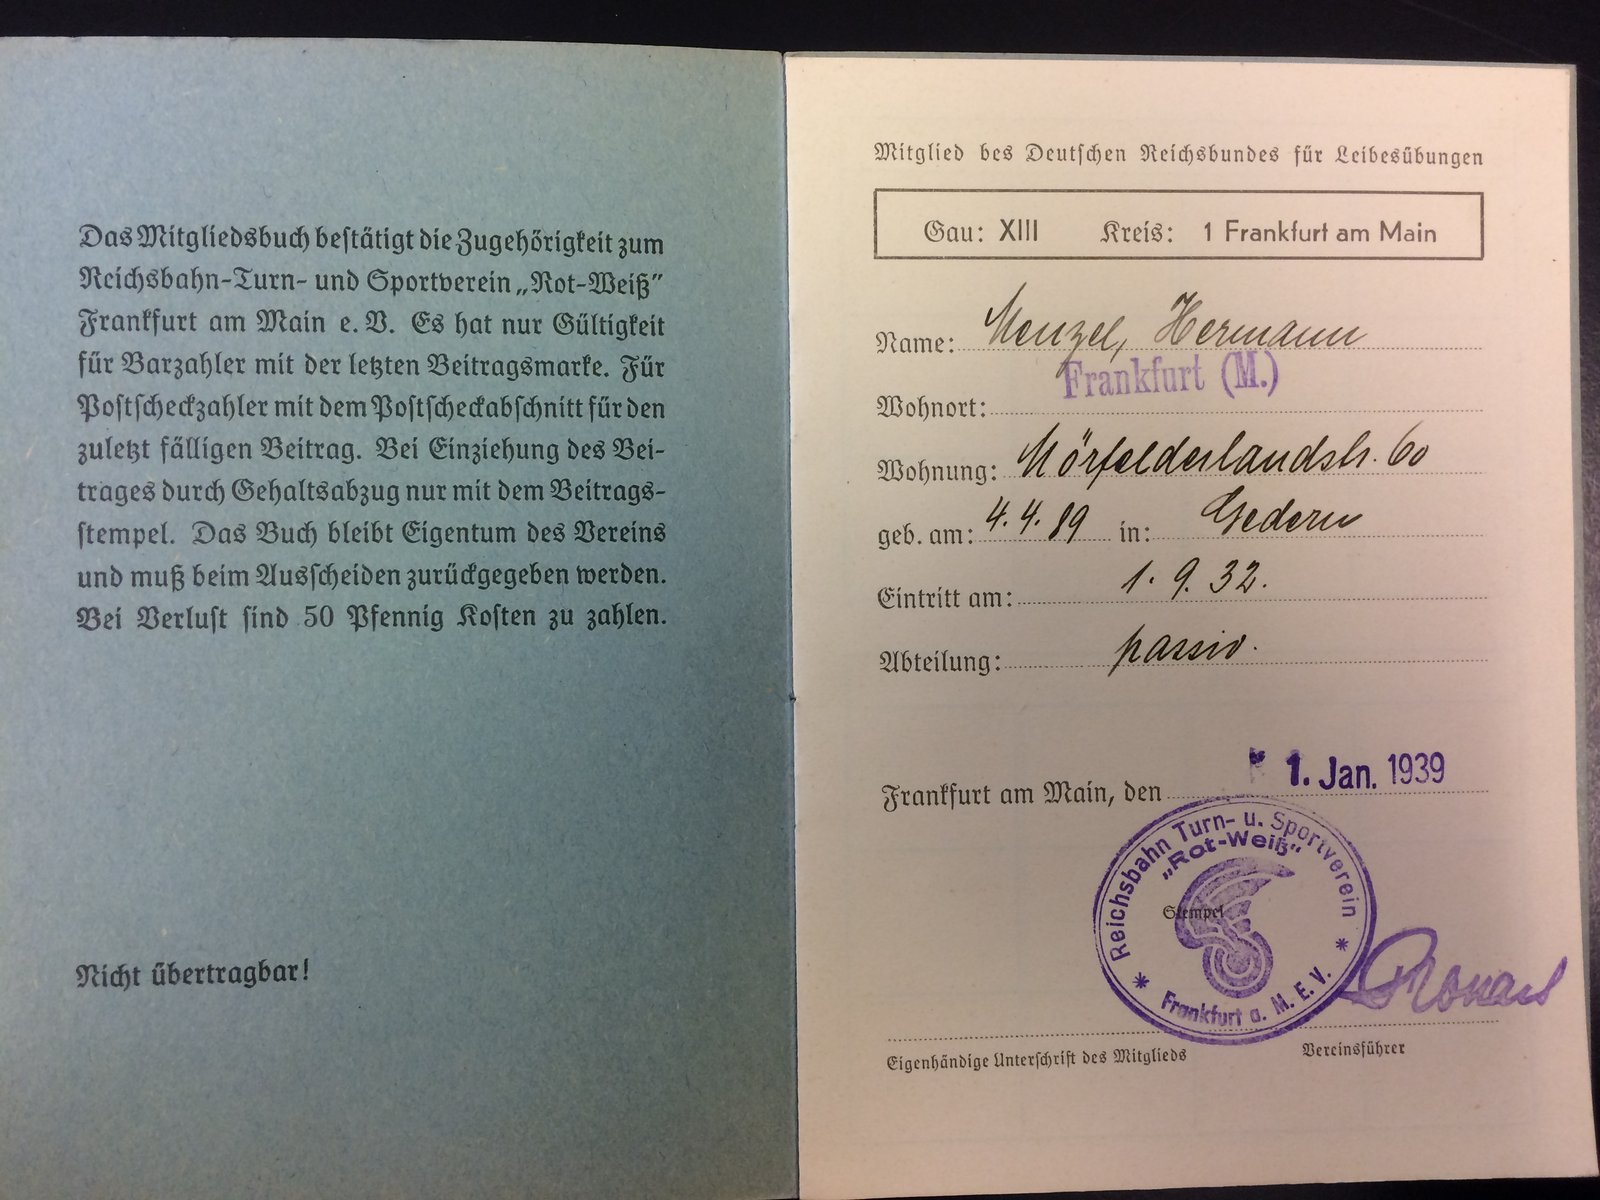 Das Mitgliedsbuch bestätigt die Zugehörigkeit zum
Reichsbahn-Turn- und Sportverein „Rot-Weiß"
Frankfurt am Main e. V. Es hat nur Gültigkeit
für Barzahler mit der letzten Beitragsmarke. Für
Postscheckzahler mit dem Postscheckabschnitt für den
zuletzt fälligen Beitrag. Bei Einziehung des Bei-
trages durch Gehaltsabzug nur mit dem Beitrags-
stempel. Das Buch bleibt Eigentum des Vereins
und muß beim Ausscheiden zurückgegeben werden.
Bei Verlust sind 50 Pfennig Kosten zu zahlen.
Nicht übertragbar!
Mitglied des Deutschen Reichsbundes für Leibesübungen
Gau: XIII Kreis: 1 Frankfurt am Main
Name: Menzel, Hermann
Wohnort: Frankfurt (M.)
Wohnung: Mörfelderlandstr. 60
geb. am: 4. 4. 89 in: Gedern
Eintritt am: 1. 9. 32.
Abteilung: passiv.
Frankfurt am Main, den 1. Jan. 1939
Reichsbahn Turn- u. Sportverein
„Rot-Weiß"
Stempel
* Frankfurt a. M. E. V. *
Eigenhändige Unterschrift des Mitglieds
Vereinsführer